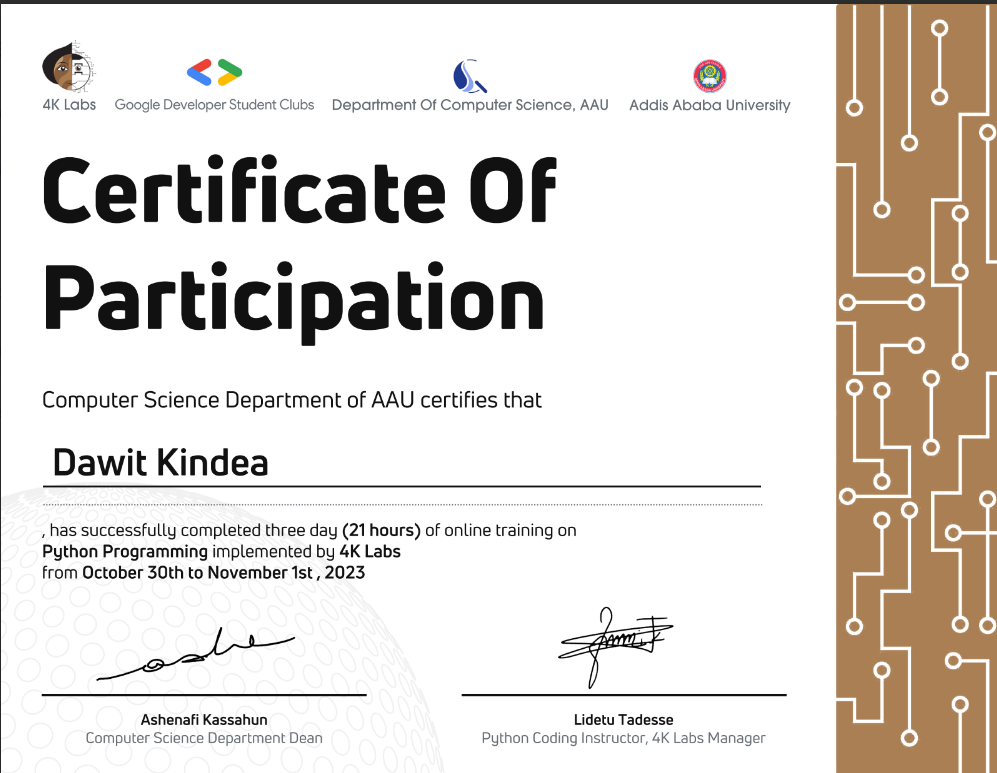 4K Labs Google Developer Student Clubs Department Of Computer Science, AAU Addis Ababa University
Certificate Of
Participation
Computer Science Department of AAU certifies that
Dawit Kindea
, has successfully completed three day (21 hours) of online training on
Python Programming implemented by 4K Labs
from October 30th to November 1st , 2023
Ashenafi Kassahun
Computer Science Department Dean
Lidetu Tadesse
Python Coding Instructor, 4K Labs Manager